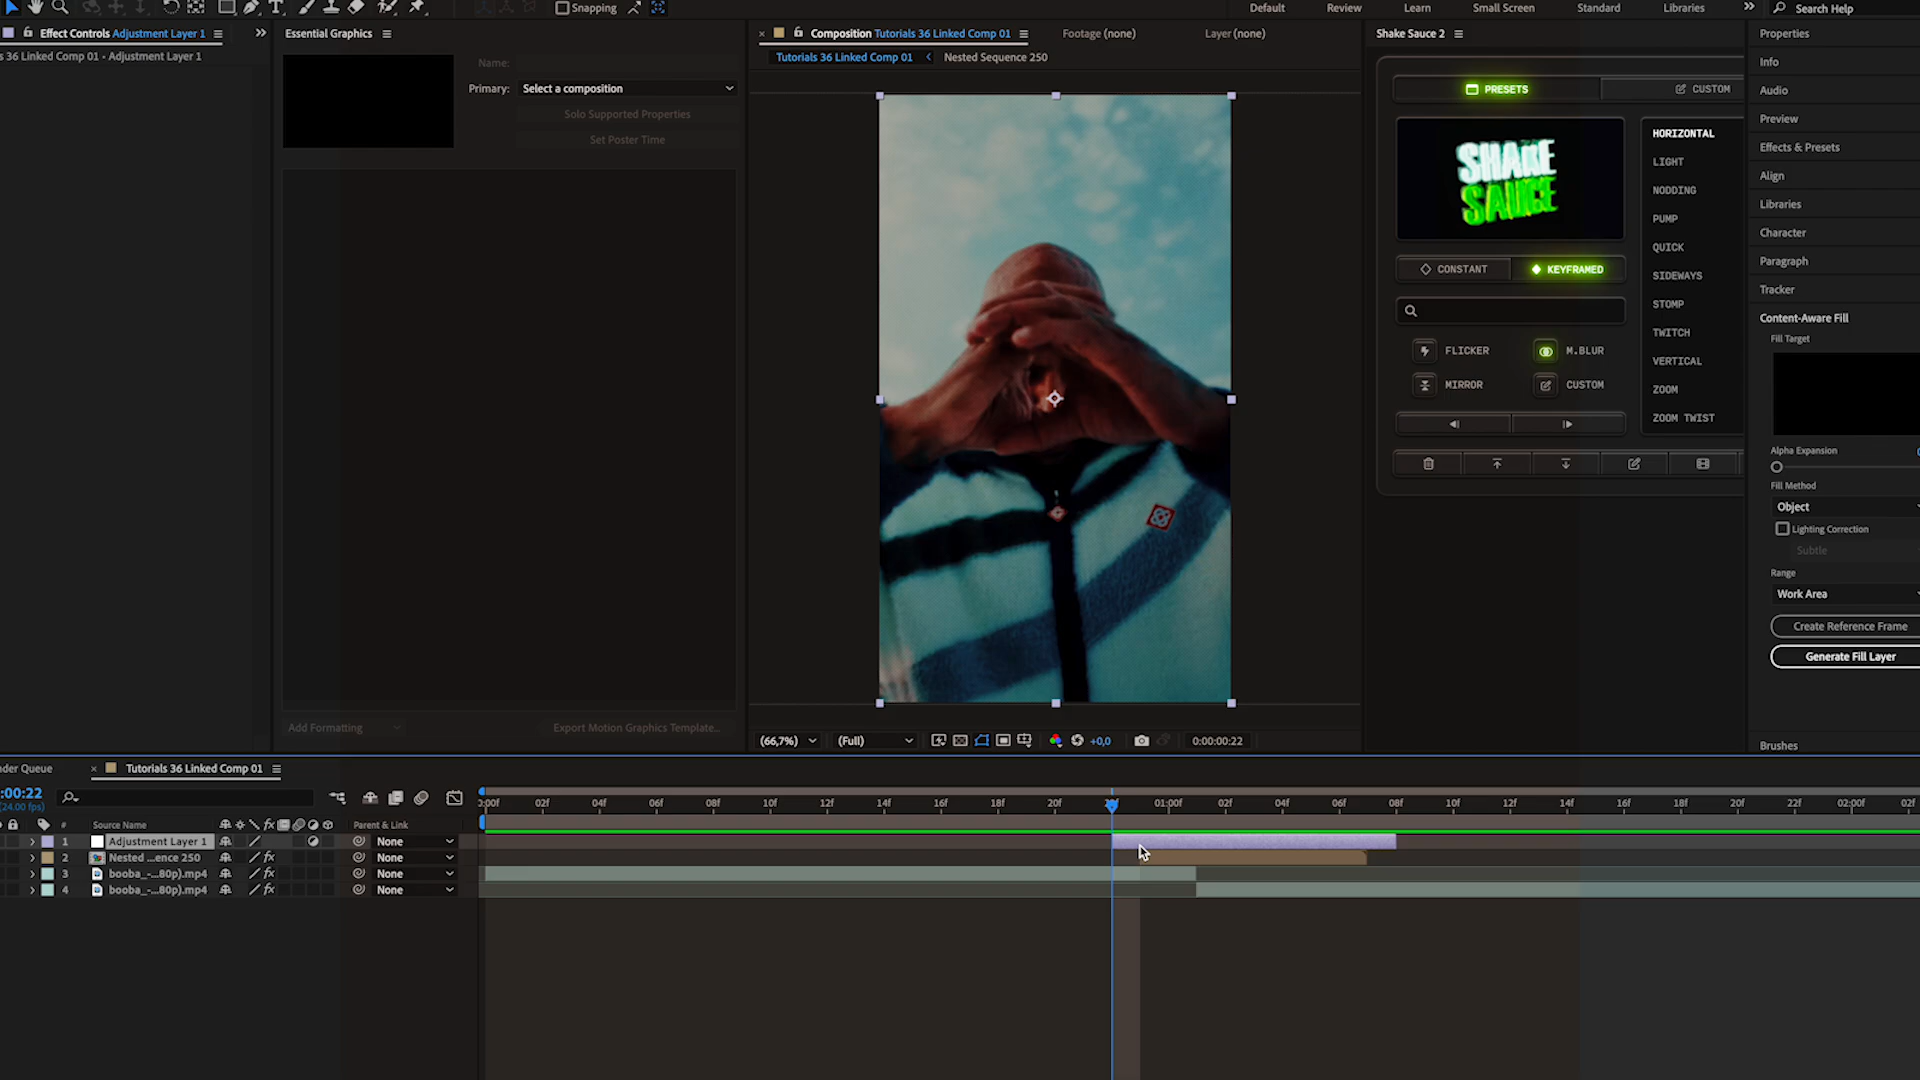 Snapping
Default
Review
Learn
Small Screen
Standard
Libraries
Search Help
Effect Controls Adjustment Layer 1
Essential Graphics
Composition Tutorials 36 Linked Comp 01
Footage (none)
Layer (none)
Shake Sauce 2
Properties
s 36 Linked Comp 01 - Adjustment Layer 1
Tutorials 36 Linked Comp 01
Nested Sequence 250
Name:
Primary:
Select a composition
Solo Supported Properties
Set Poster Time
PRESETS
CUSTOM
SHAKE
SAUCE
CONSTANT
KEYFRAMED
FLICKER
M.BLUR
MIRROR
CUSTOM
HORIZONTAL
LIGHT
NODDING
PUMP
QUICK
SIDEWAYS
STOMP
TWITCH
VERTICAL
ZOOM
ZOOM TWIST
Info
Audio
Preview
Effects & Presets
Align
Libraries
Character
Paragraph
Tracker
Content-Aware Fill
Fill Target
Alpha Expansion
Fill Method
Object
Lighting Correction
Subtle
Range
Work Area
Create Reference Frame
Generate Fill Layer
Brushes
Add Formatting
Export Motion Graphics Template...
(66,7%)
(Full)
+0,0
0:00:00:22
der Queue
Tutorials 36 Linked Comp 01
:00:22
(24.00 fps)
:00f 02f 04f 06f 08f 10f 12f 14f 16f 18f 20f 01:00f 02f 04f 06f 08f 10f 12f 14f 16f 18f 20f 22f 02:00f 02f
# Source Name
fx
Parent & Link
1 Adjustment Layer 1 None
2 Nested ...ence 250 fx None
3 booba_-...80p).mp4 fx None
4 booba_-...80p).mp4 fx None